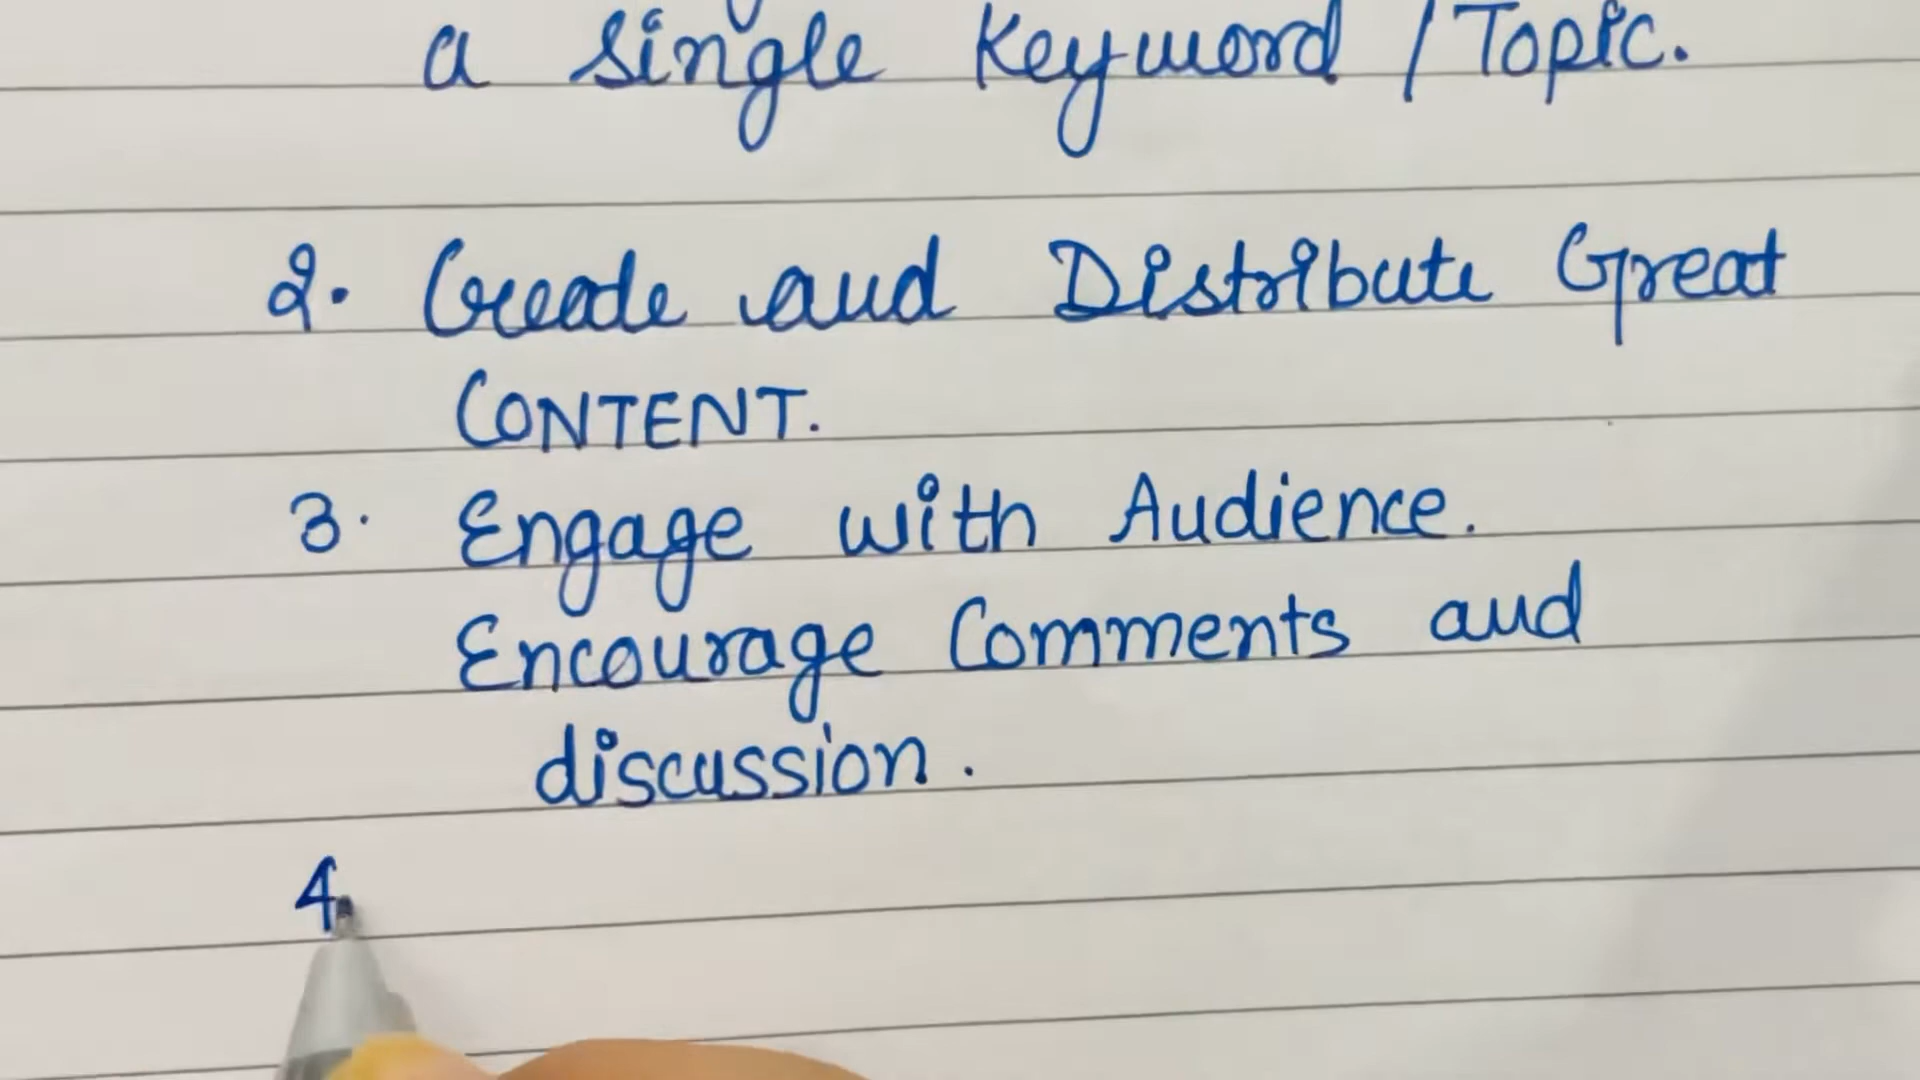 a single Keyword / Topic.
2. Create and Distribute Great
CONTENT.
3. Engage with Audience.
Encourage Comments and
discussion.
4.